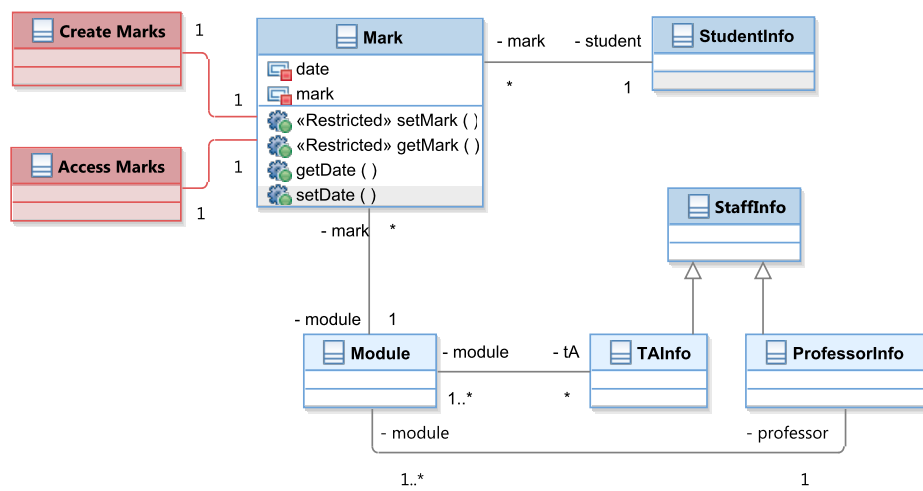 Create Marks
1
1
Access Marks
1
1
Mark
date
mark
«Restricted» setMark ( )
«Restricted» getMark ( )
getDate ( )
setDate ( )
- mark
- student
*
1
StudentInfo
- mark
*
- module
1
StaffInfo
Module
- module
- tA
1..*
*
TAInfo
ProfessorInfo
- module
- professor
1..*
1